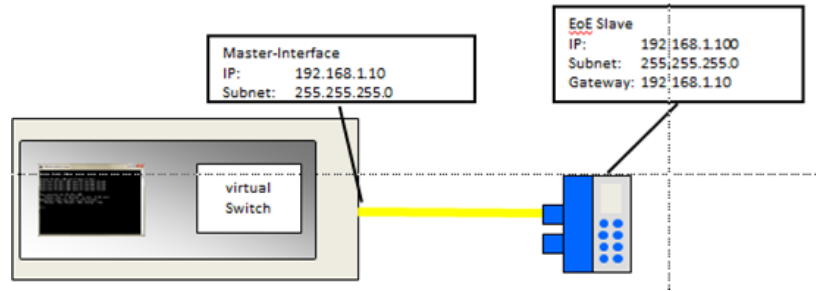 Master-Interface
IP: 192.168.1.10
Subnet: 255.255.255.0
EoE Slave
IP: 192.168.1.100
Subnet: 255.255.255.0
Gateway: 192.168.1.10
virtual
Switch